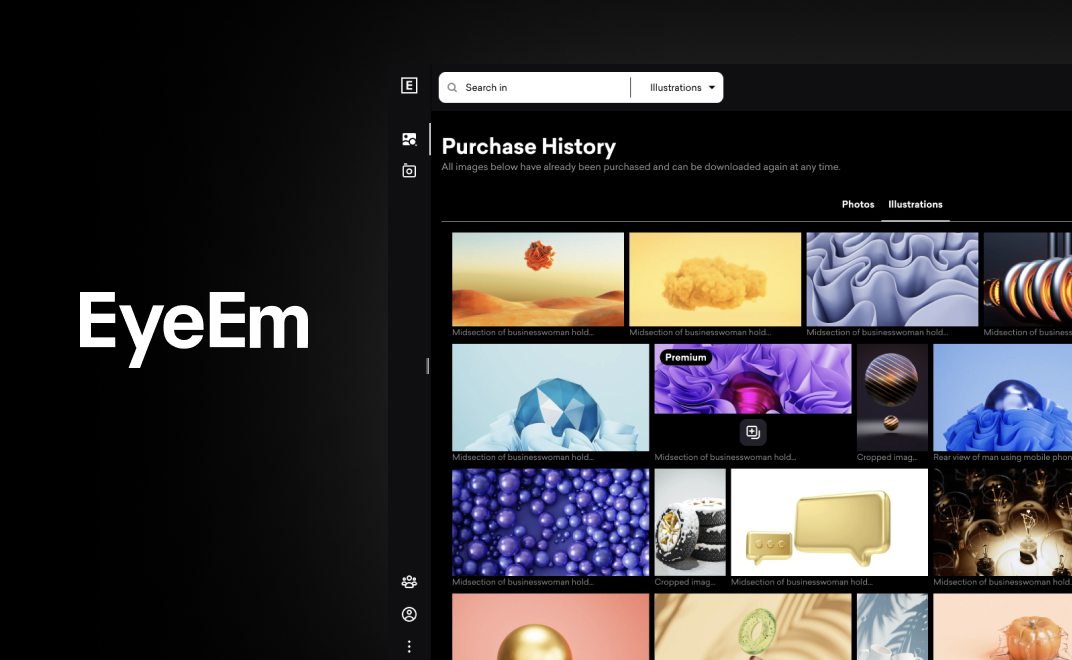 EyeEm
E
Search in
Illustrations
Purchase History
All images below have already been purchased and can be downloaded again at any time.
Photos
Illustrations
Midsection of businesswoman hold...
Midsection of businesswoman hold...
Midsection of businesswoman hold...
Midsection of business
Premium
Midsection of businesswoman hold...
Midsection of businesswoman hold...
Cropped imag...
Rear view of man using mobile phon
Midsection of businesswoman hold...
Cropped imag...
Midsection of businesswoman hold...
Midsection of businesswoman hold